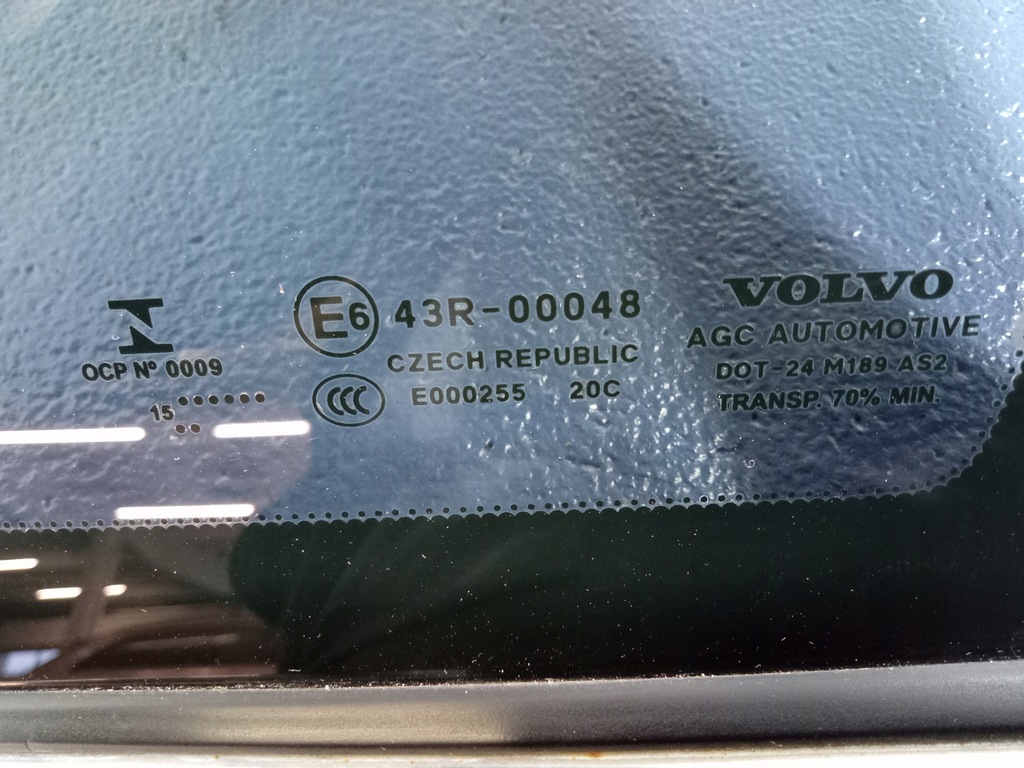 OCP Nº 0009
15
E6 43R-00048
CZECH REPUBLIC
CCC E000255 20C
VOLVO
AGC AUTOMOTIVE
DOT-24 M189 AS2
TRANSP. 70% MIN.